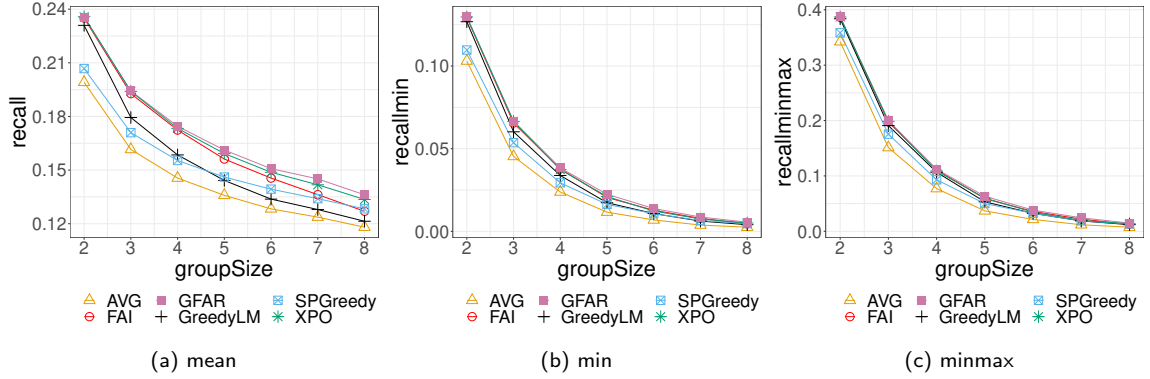 recall
0.24
0.21
0.18
0.15
0.12
2 3 4 5 6 7 8
groupSize
AVG GFAR SPGreedy
FAI GreedyLM XPO
(a) mean
recallmin
0.10
0.05
0.00
2 3 4 5 6 7 8
groupSize
AVG GFAR SPGreedy
FAI GreedyLM XPO
(b) min
recallminmax
0.4
0.3
0.2
0.1
0.0
2 3 4 5 6 7 8
groupSize
AVG GFAR SPGreedy
FAI GreedyLM XPO
(c) minmax